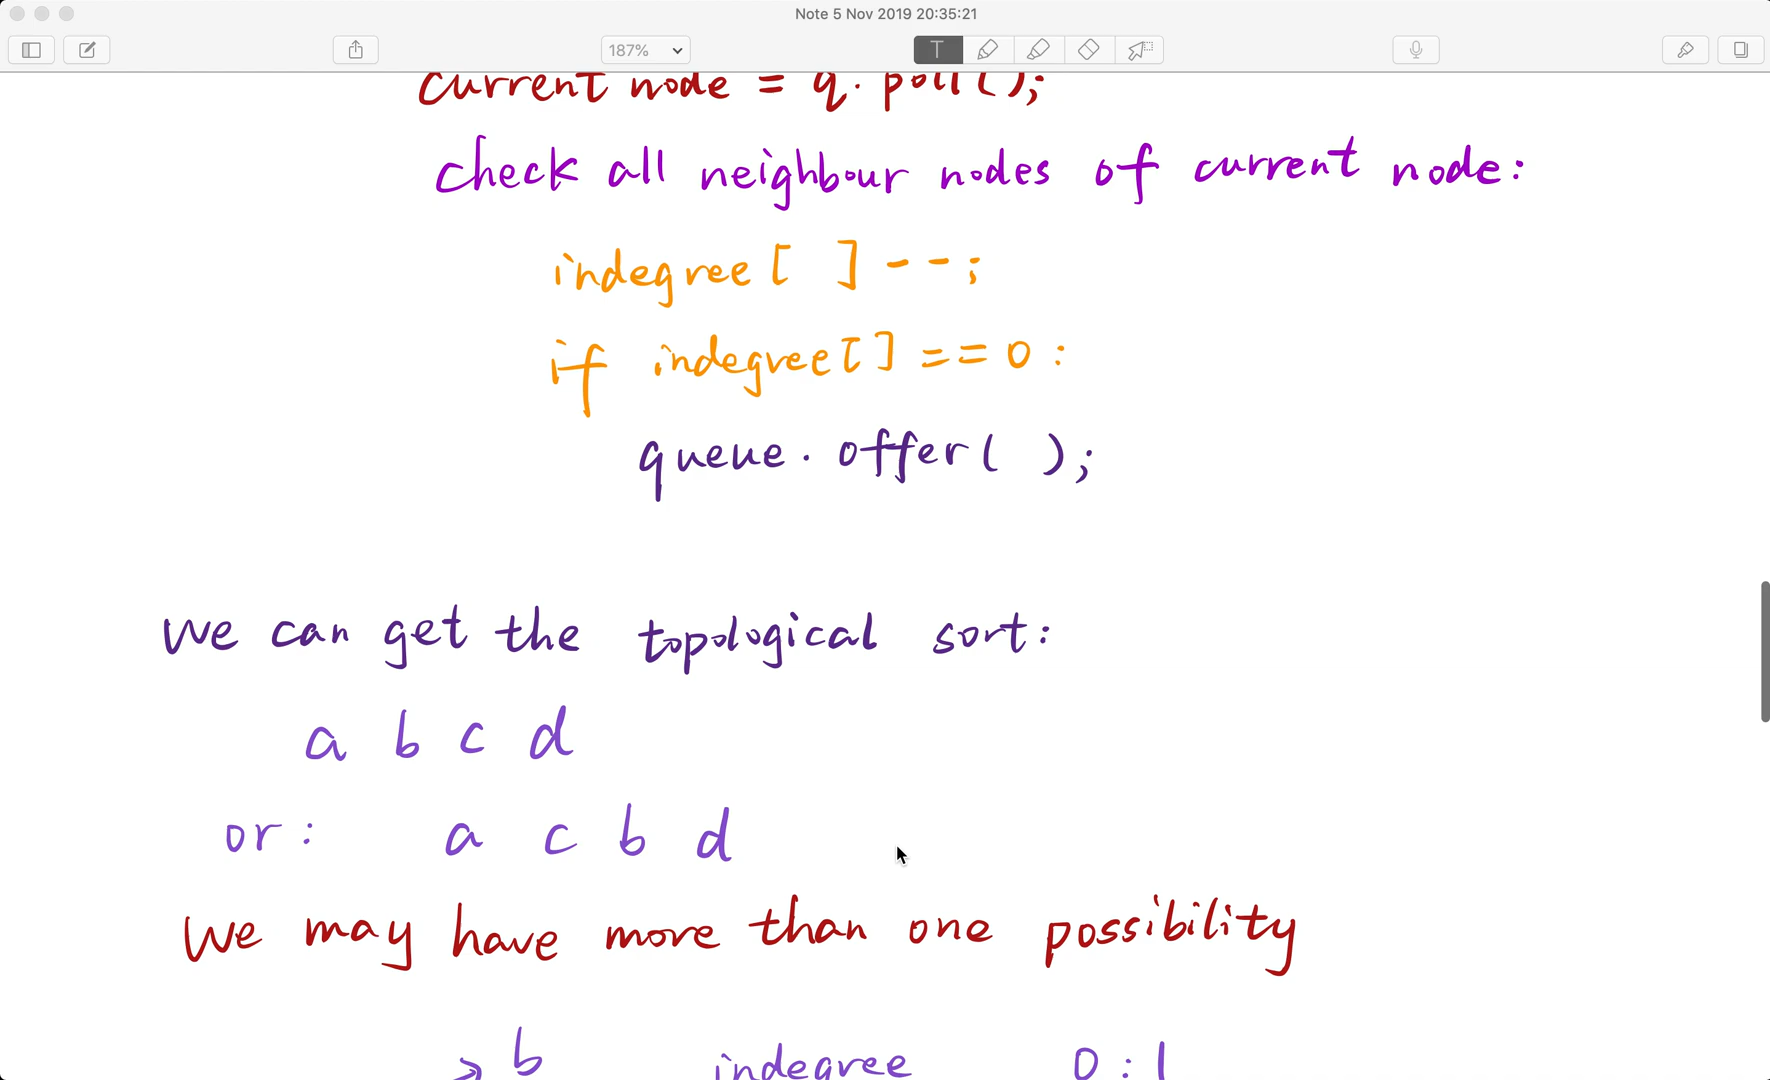 Note 5 Nov 2019 20:35:21
187%
T
current node = q. poll();
check all neighbour nodes of current node:
indegree [ ] --;
if indegree [ ] == 0 :
queue. offer( );
we can get the topological sort:
a b c d
or: a c b d
We may have more than one possibility
b indegree 0 : 1